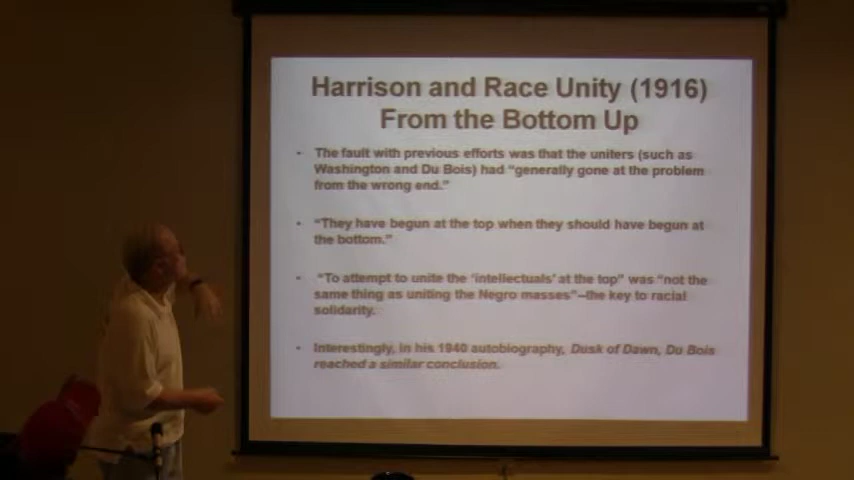 Harrison and Race Unity (1916)
From the Bottom Up
• The fault with previous efforts was that the uniters (such as
Washington and Du Bois) had “generally gone at the problem
from the wrong end.”
• “They have begun at the top when they should have begun at
the bottom.”
• “To attempt to unite the ‘intellectuals’ at the top” was “not the
same thing as uniting the Negro masses”–the key to racial
solidarity.
• Interestingly, in his 1940 autobiography, Dusk of Dawn, Du Bois
reached a similar conclusion.